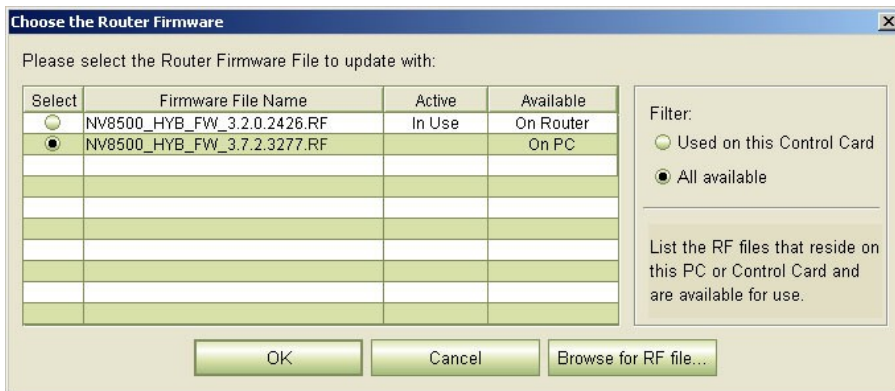 Choose the Router Firmware
Please select the Router Firmware File to update with:
Select Firmware File Name Active Available
NV8500_HYB_FW_3.2.0.2426.RF In Use On Router
NV8500_HYB_FW_3.7.2.3277.RF On PC
Filter:
Used on this Control Card
All available
List the RF files that reside on
this PC or Control Card and
are available for use.
OK Cancel Browse for RF file...